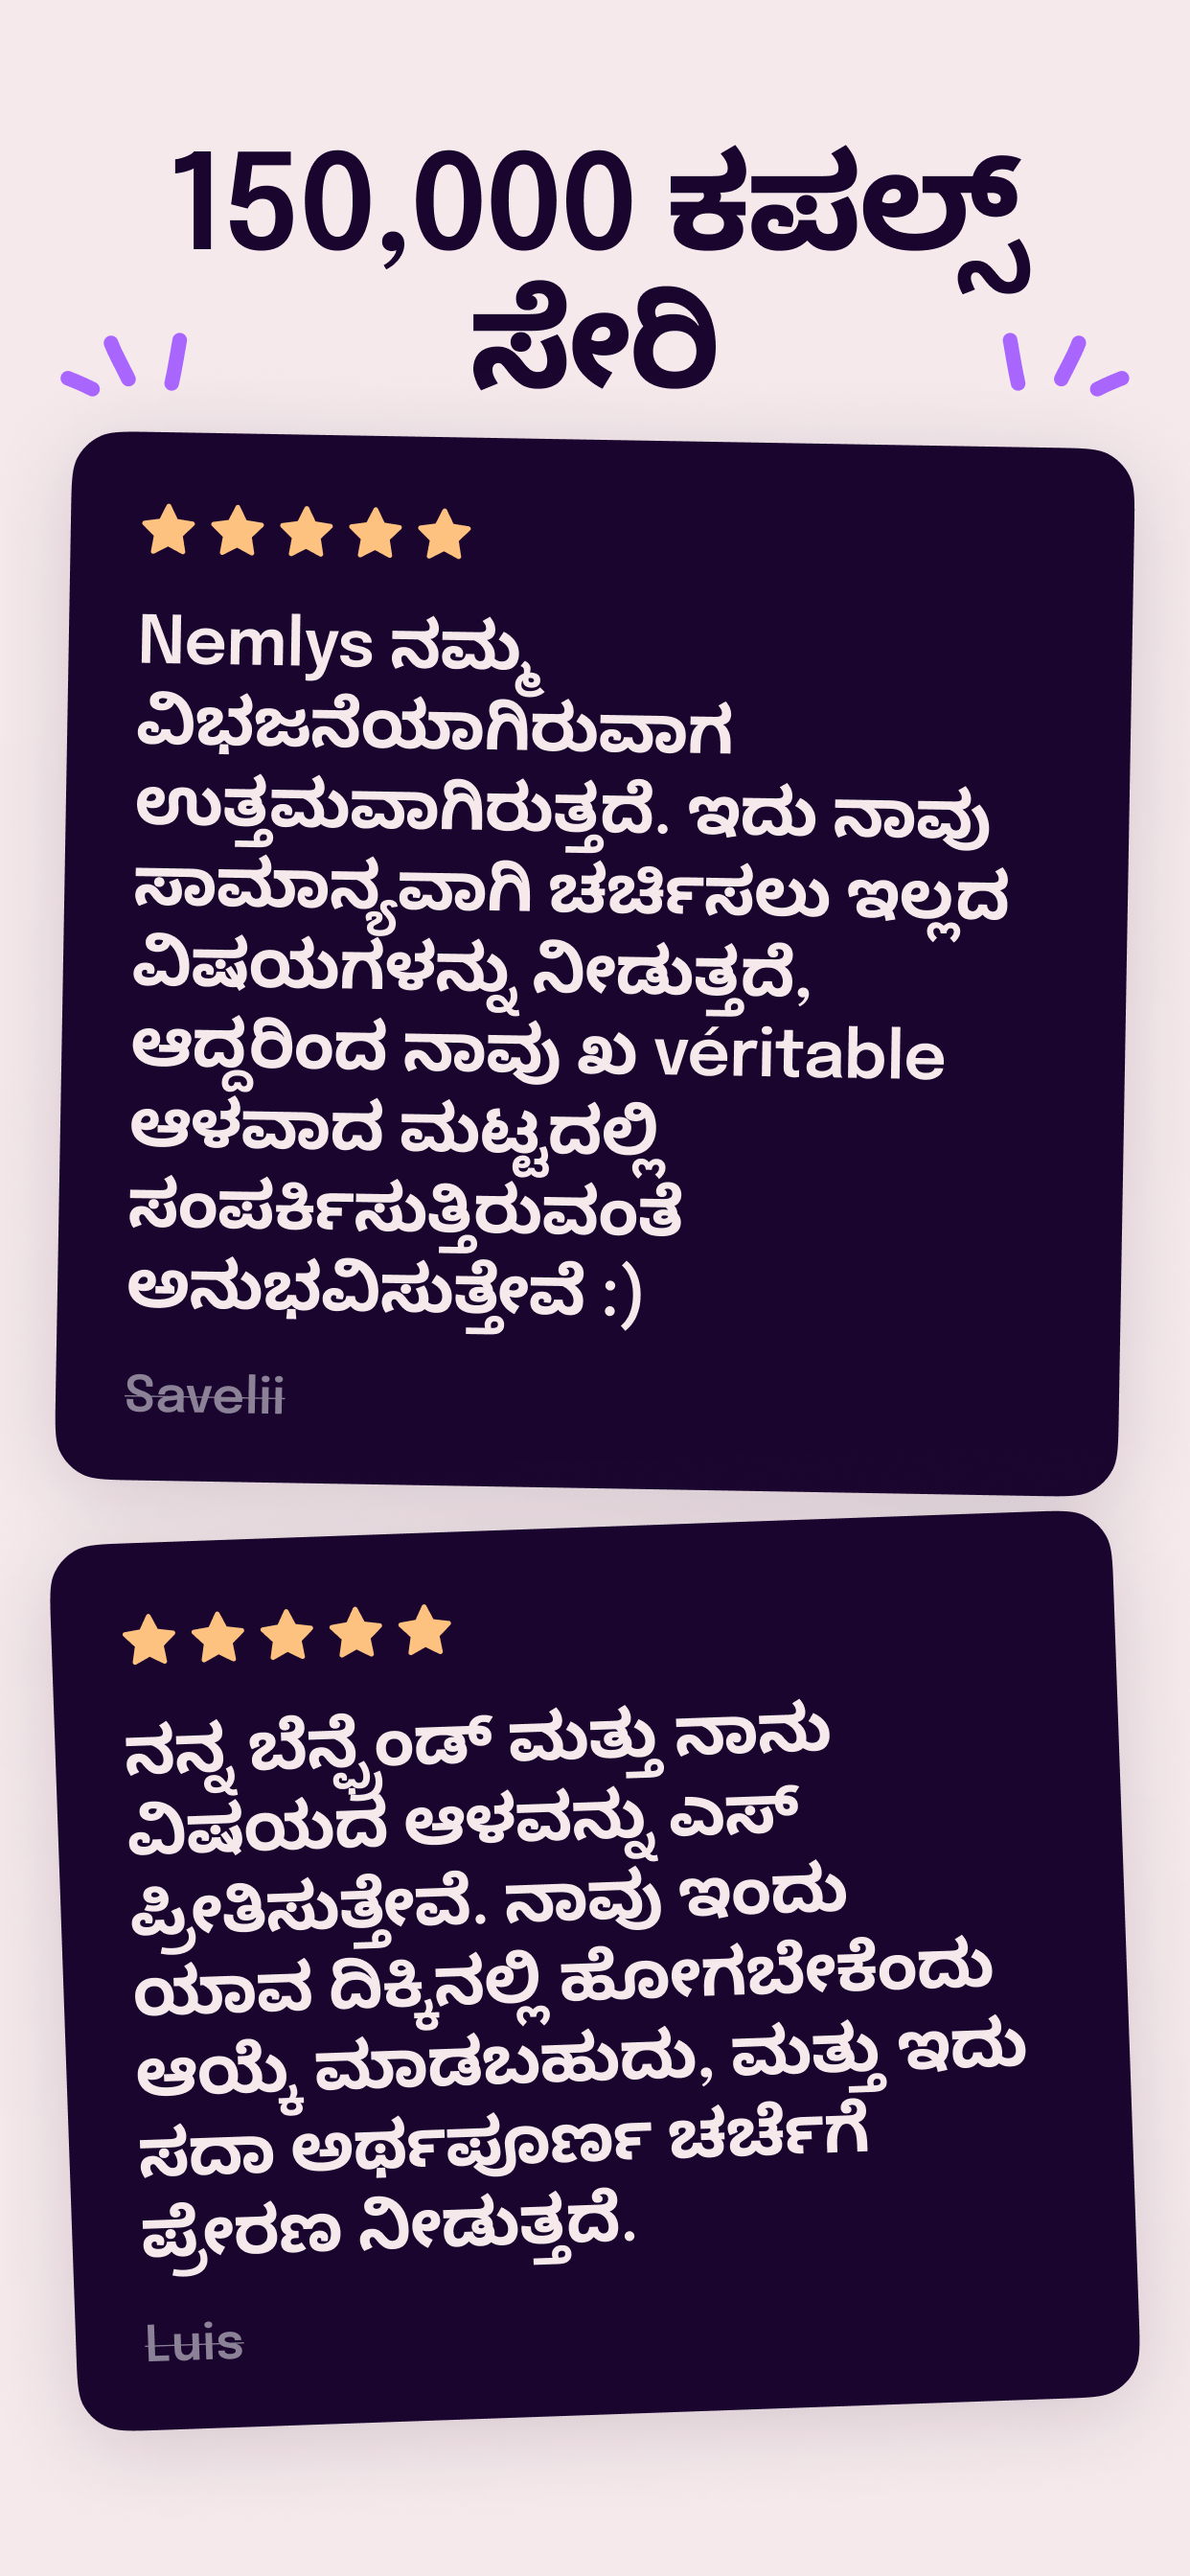 150,000 ಕಪಲ್ಸ್
ಸೇರಿ
Nemlys ನಮ್ಮ
ವಿಭಜನೆಯಾಗಿರುವಾಗ
ಉತ್ತಮವಾಗಿರುತ್ತದೆ. ಇದು ನಾವು
ಸಾಮಾನ್ಯವಾಗಿ ಚರ್ಚಿಸಲು ಇಲ್ಲದ
ವಿಷಯಗಳನ್ನು ನೀಡುತ್ತದೆ,
ಆದ್ದರಿಂದ ನಾವು ಖ véritable
ಆಳವಾದ ಮಟ್ಟದಲ್ಲಿ
ಸಂಪರ್ಕಿಸುತ್ತಿರುವಂತೆ
ಅನುಭವಿಸುತ್ತೇವೆ :)
Savelii
ನನ್ನ ಬೆನ್ಫ್ರೆಂಡ್ ಮತ್ತು ನಾನು
ವಿಷಯದ ಆಳವನ್ನು ಎಸ್
ಪ್ರೀತಿಸುತ್ತೇವೆ. ನಾವು ಇಂದು
ಯಾವ ದಿಕ್ಕಿನಲ್ಲಿ ಹೋಗಬೇಕೆಂದು
ಆಯ್ಕೆ ಮಾಡಬಹುದು, ಮತ್ತು ಇದು
ಸದಾ ಅರ್ಥಪೂರ್ಣ ಚರ್ಚೆಗೆ
ಪ್ರೇರಣ ನೀಡುತ್ತದೆ.
Luis